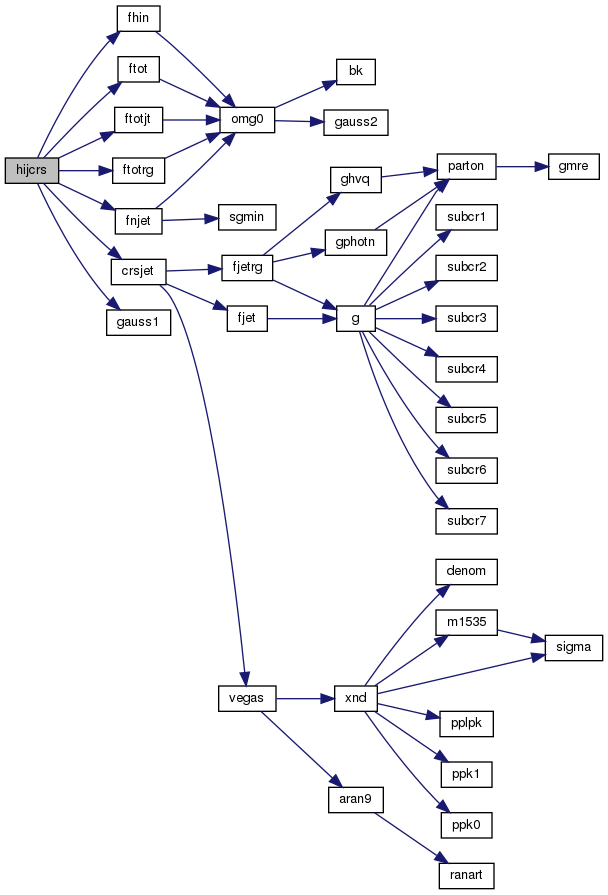 fhin
ftot
bk
ftotjt
omg0
gauss2
hijcrs
ftotrg
ghvq
parton
gmre
fnjet
sgmin
subcr1
gphotn
crsjet
fjetrg
subcr2
gauss1
fjet
g
subcr3
subcr4
subcr5
subcr6
subcr7
denom
m1535
sigma
vegas
xnd
pplpk
ppk1
aran9
ppk0
ranart